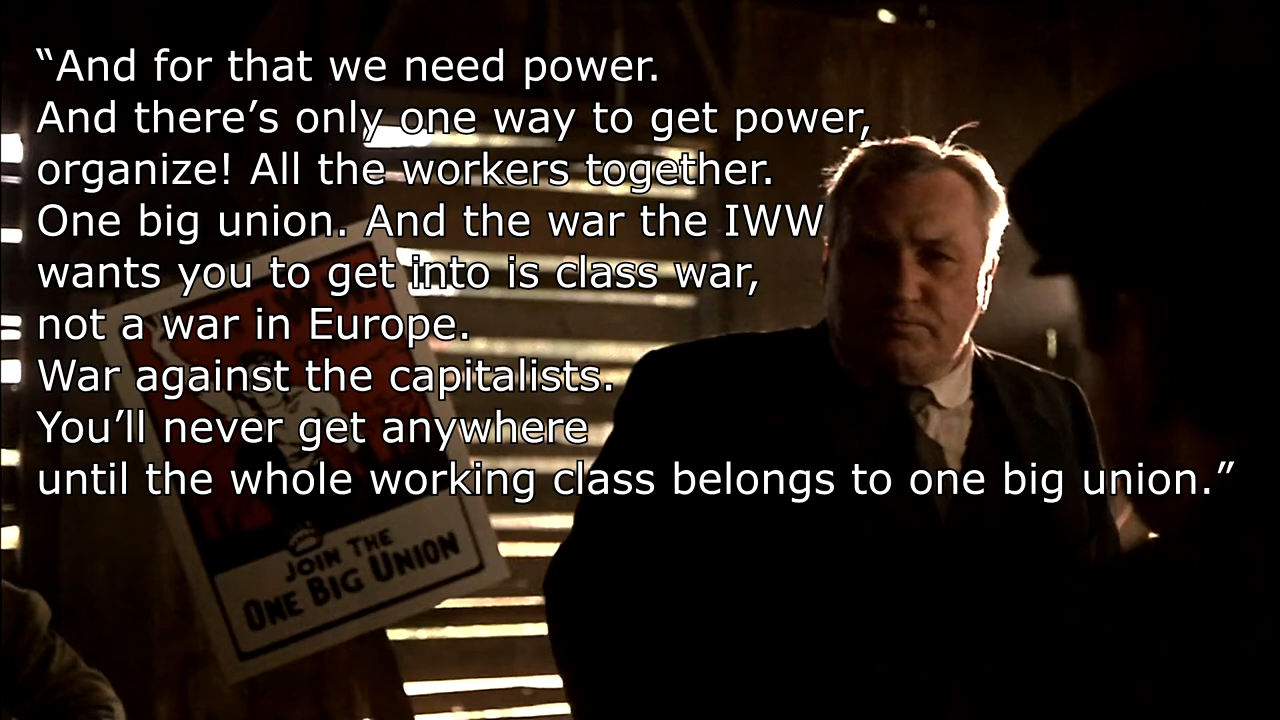 “And for that we need power.
And there’s only one way to get power,
organize! All the workers together.
One big union. And the war the IWW
wants you to get into is class war,
not a war in Europe.
War against the capitalists.
You’ll never get anywhere
until the whole working class belongs to one big union.”
JOIN THE
ONE BIG UNION